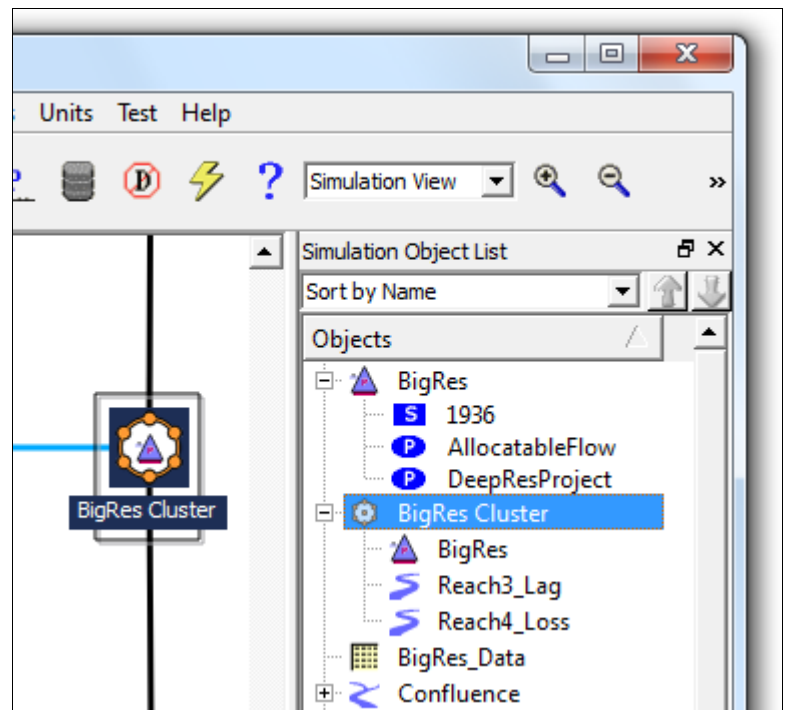 Units Test Help
Simulation View
»
Simulation Object List
Sort by Name
Objects
BigRes
S 1936
P AllocatableFlow
P DeepResProject
BigRes Cluster
BigRes Cluster
BigRes
Reach3_Lag
Reach4_Loss
BigRes_Data
Confluence